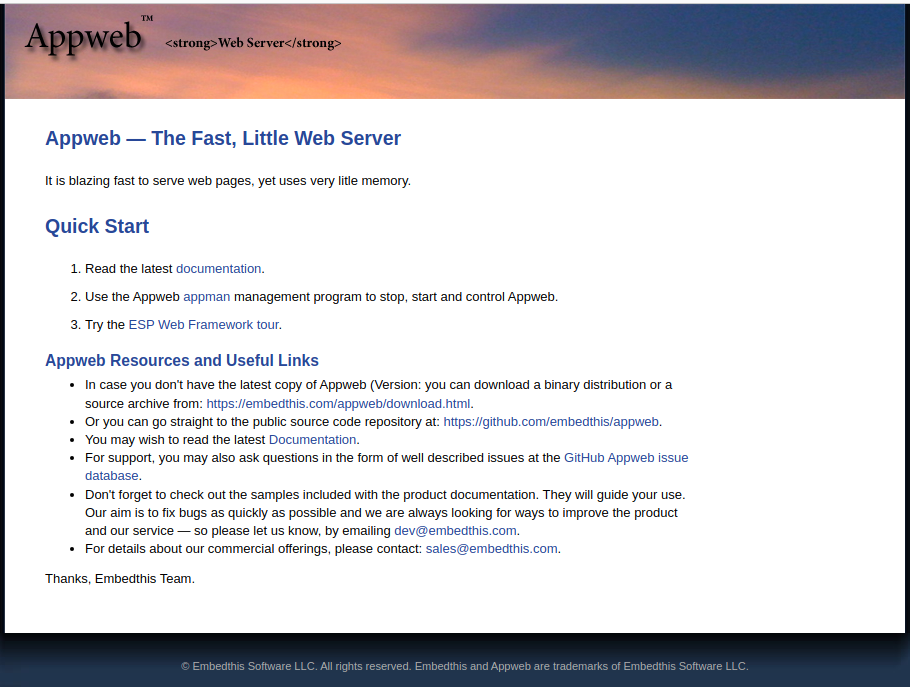 Appweb™ <strong>Web Server</strong>
Appweb — The Fast, Little Web Server
It is blazing fast to serve web pages, yet uses very litle memory.
Quick Start
1. Read the latest documentation.
2. Use the Appweb appman management program to stop, start and control Appweb.
3. Try the ESP Web Framework tour.
Appweb Resources and Useful Links
• In case you don't have the latest copy of Appweb (Version: you can download a binary distribution or a
source archive from: https://embedthis.com/appweb/download.html.
• Or you can go straight to the public source code repository at: https://github.com/embedthis/appweb.
• You may wish to read the latest Documentation.
• For support, you may also ask questions in the form of well described issues at the GitHub Appweb issue
database.
• Don't forget to check out the samples included with the product documentation. They will guide your use.
Our aim is to fix bugs as quickly as possible and we are always looking for ways to improve the product
and our service — so please let us know, by emailing dev@embedthis.com.
• For details about our commercial offerings, please contact: sales@embedthis.com.
Thanks, Embedthis Team.
© Embedthis Software LLC. All rights reserved. Embedthis and Appweb are trademarks of Embedthis Software LLC.